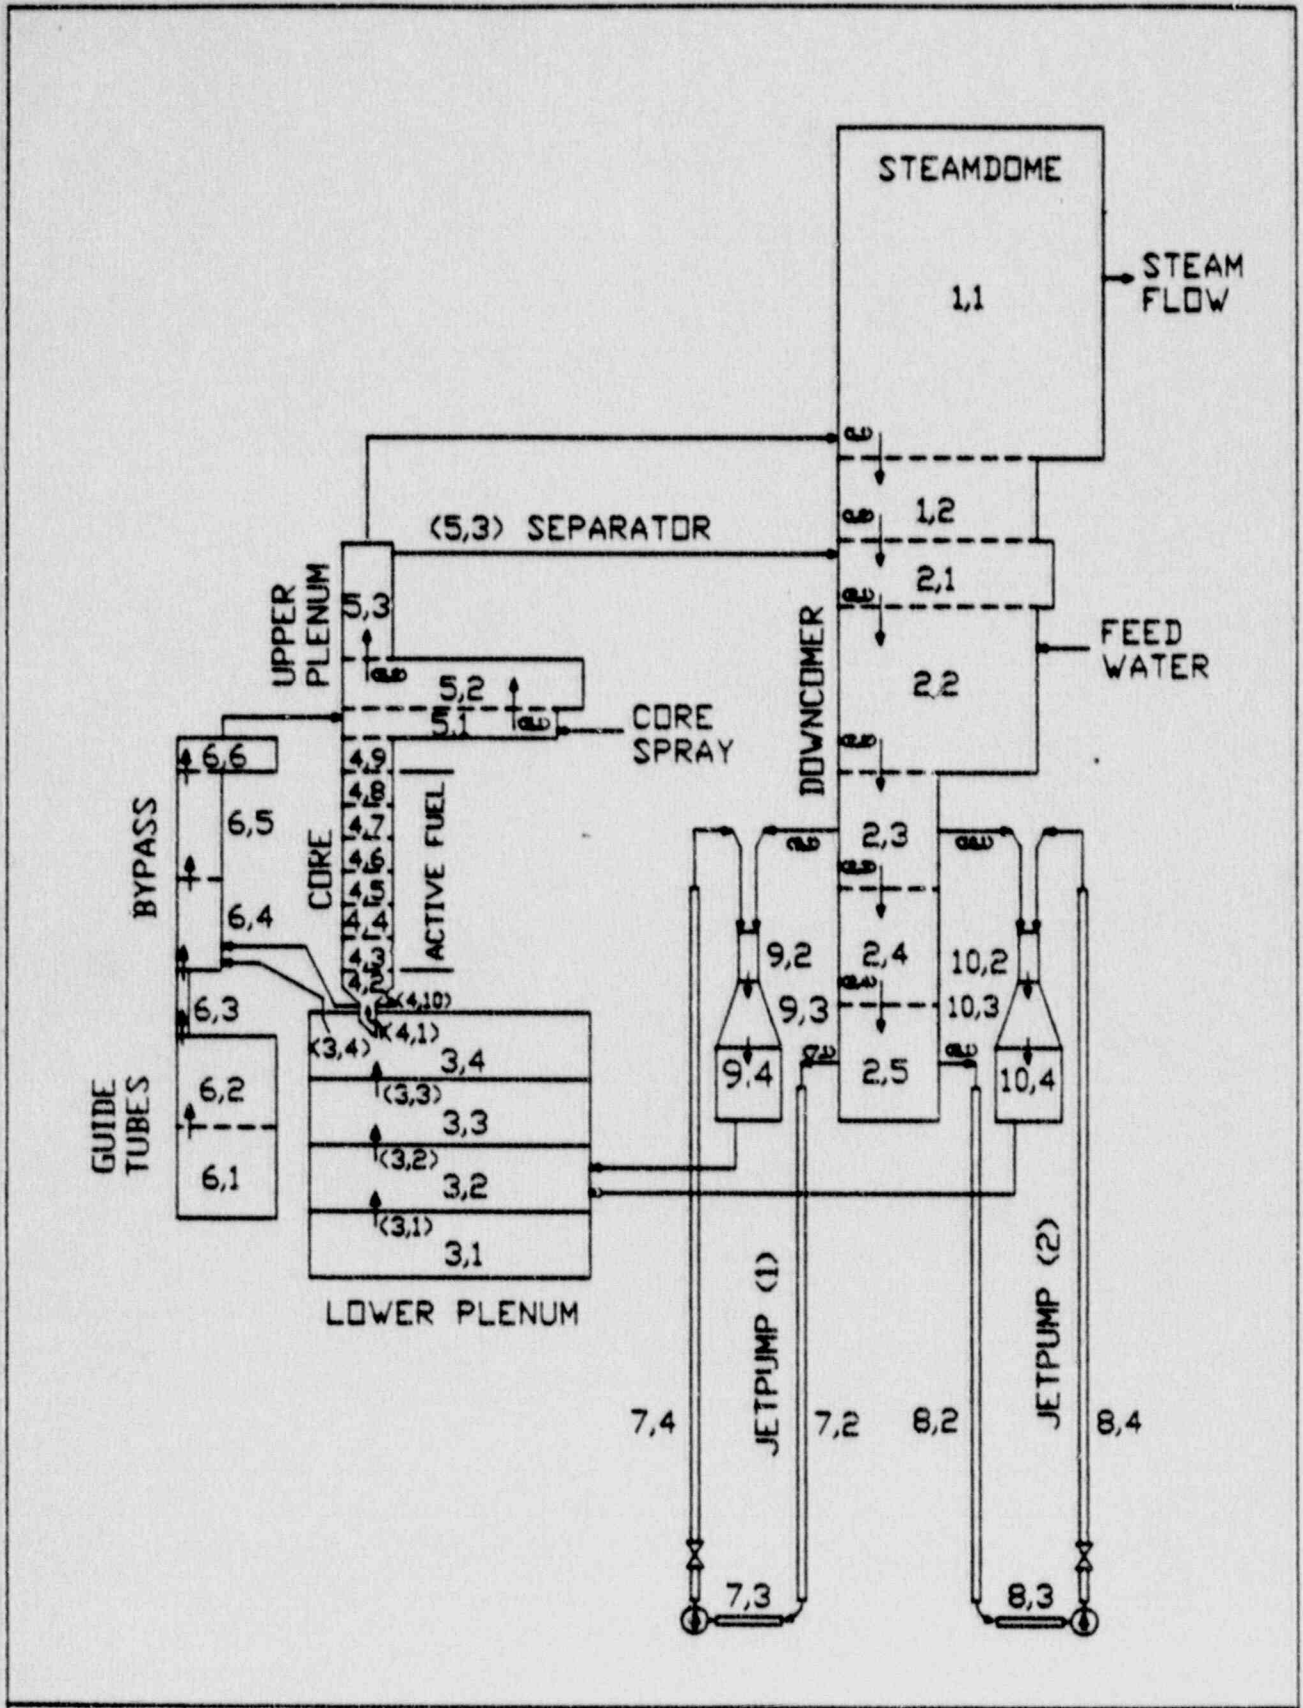 STEAMDOME
1,1
STEAM
FLOW
1,2
(5,3) SEPARATOR
2,1
UPPER
PLENUM
5,3
DOWNCOMER
FEED
WATER
2,2
5,2
5,1
CORE
SPRAY
6,6
4,9
4,8
4,7
4,6
4,5
4,4
4,3
4,2
BYPASS
6,5
CORE
ACTIVE FUEL
2,3
6,4
9,2
2,4
10,2
(4,10)
6,3
(3,4)
(4,1)
9,3
10,3
3,4
9,4
2,5
10,4
GUIDE
TUBES
6,2
(3,3)
3,3
(3,2)
6,1
3,2
(3,1)
3,1
LOWER PLENUM
JETPUMP (1)
JETPUMP (2)
7,4
7,2
8,2
8,4
7,3
8,3